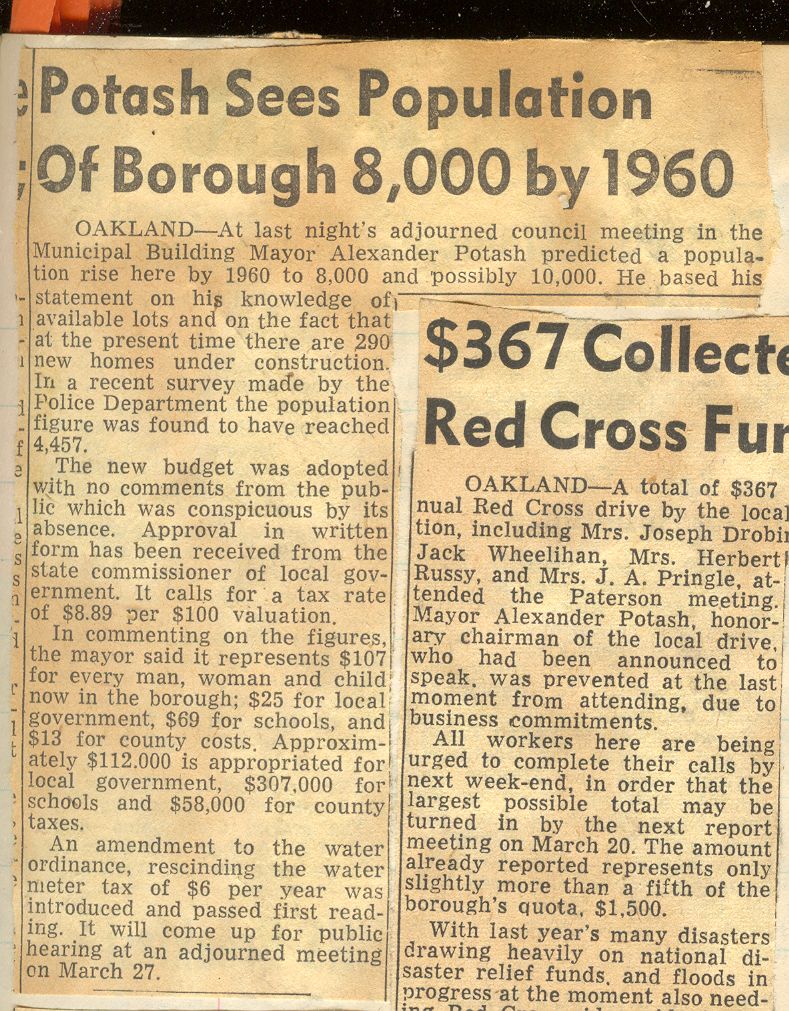 Potash Sees Population
Of Borough 8,000 by 1960
OAKLAND—At last night's adjourned council meeting in the
Municipal Building Mayor Alexander Potash predicted a popula-
tion rise here by 1960 to 8,000 and possibly 10,000. He based his
statement on his knowledge of
available lots and on the fact that
at the present time there are 290
new homes under construction.
In a recent survey made by the
Police Department the population
figure was found to have reached
4,457.
The new budget was adopted
with no comments from the pub-
lic which was conspicuous by its
absence. Approval in written
form has been received from the
state commissioner of local gov-
ernment. It calls for a tax rate
of $8.89 per $100 valuation.
In commenting on the figures,
the mayor said it represents $107
for every man, woman and child
now in the borough; $25 for local
government, $69 for schools, and
$13 for county costs. Approxim-
ately $112.000 is appropriated for
local government, $307,000 for
schools and $58,000 for county
taxes.
An amendment to the water
ordinance, rescinding the water
meter tax of $6 per year was
introduced and passed first read-
ing. It will come up for public
hearing at an adjourned meeting
on March 27.
$367 Collecte
Red Cross Fun
OAKLAND—A total of $367
nual Red Cross drive by the local
tion, including Mrs. Joseph Drobin
Jack Wheelihan, Mrs. Herbert
Russy, and Mrs. J. A. Pringle, at-
tended the Paterson meeting.
Mayor Alexander Potash, honor-
ary chairman of the local drive,
who had been announced to
speak, was prevented at the last
moment from attending, due to
business commitments.
All workers here are being
urged to complete their calls by
next week-end, in order that the
largest possible total may be
turned in by the next report
meeting on March 20. The amount
already reported represents only
slightly more than a fifth of the
borough's quota, $1,500.
With last year's many disasters
drawing heavily on national di-
saster relief funds, and floods in
progress at the moment also need-